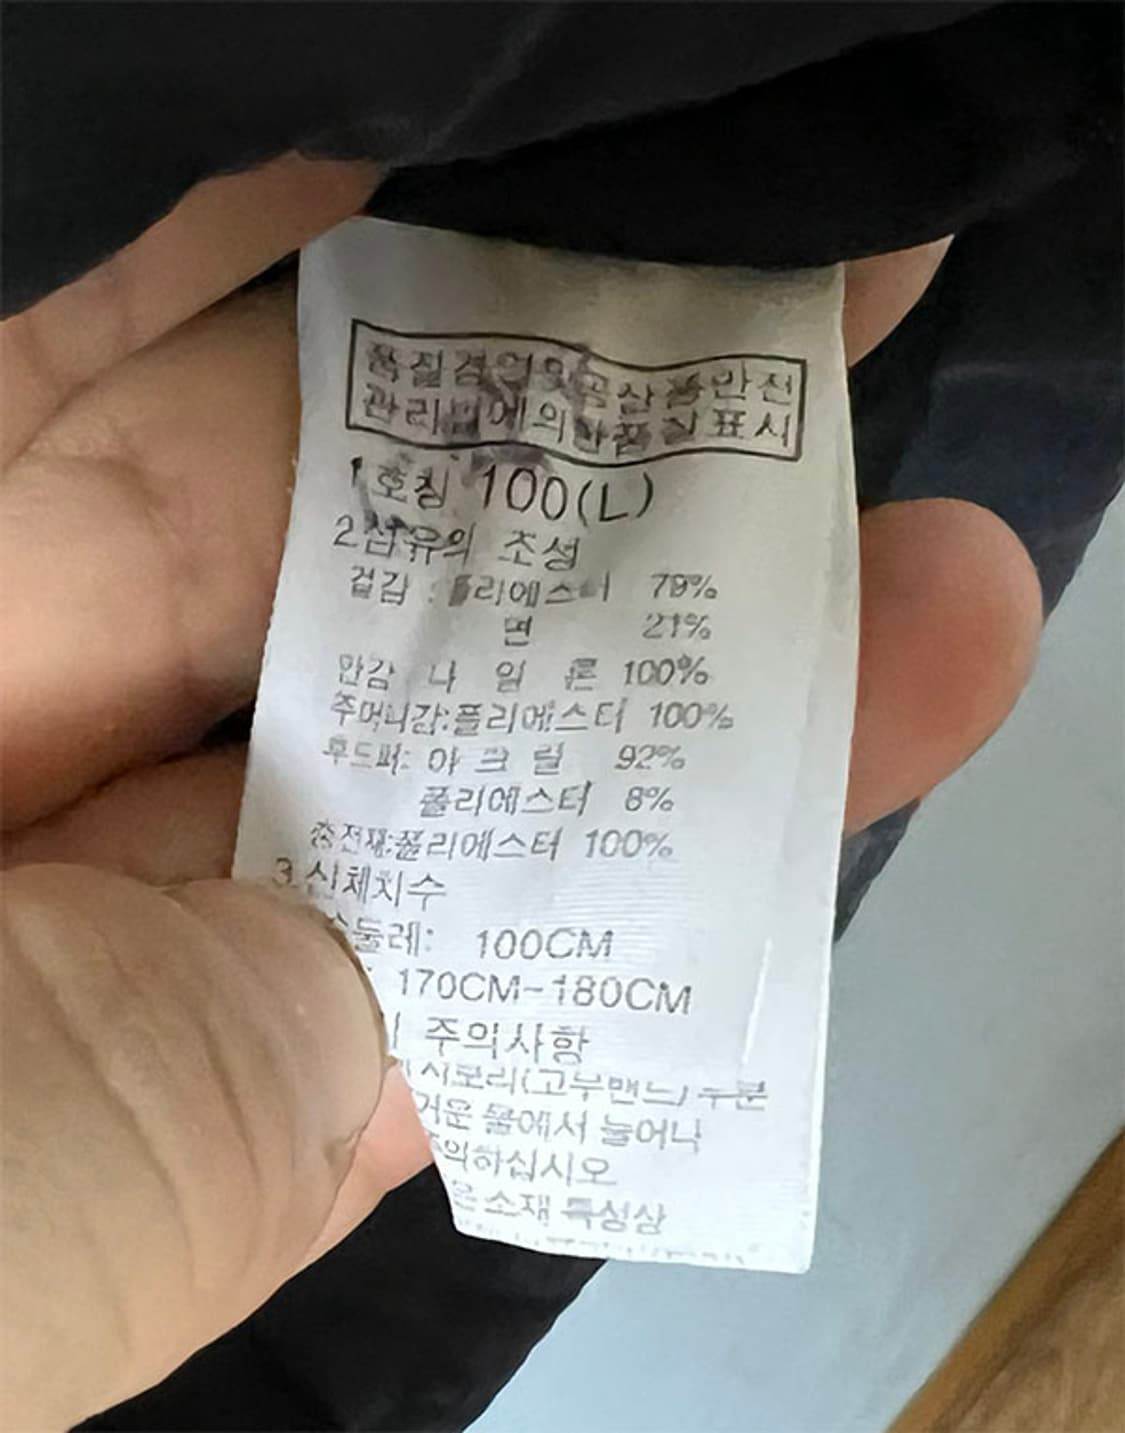 품질경영및공산품안전
관리법에의한품질표시
1 호칭 100(L)
2.섬유의 조성
겉감 : 폴리에스터 79%
면 21%
안감 나 일 론 100%
주머니감:폴리에스터 100%
후드퍼: 아 크 릴 92%
폴리에스터 8%
충전재:폴리에스터 100%
3.신체치수
둘레: 100CM
170CM-180CM
주의사항
시보리(고무밴드) 부분
거운 물에서 늘어나
주의하십시오
은 소재 특성상